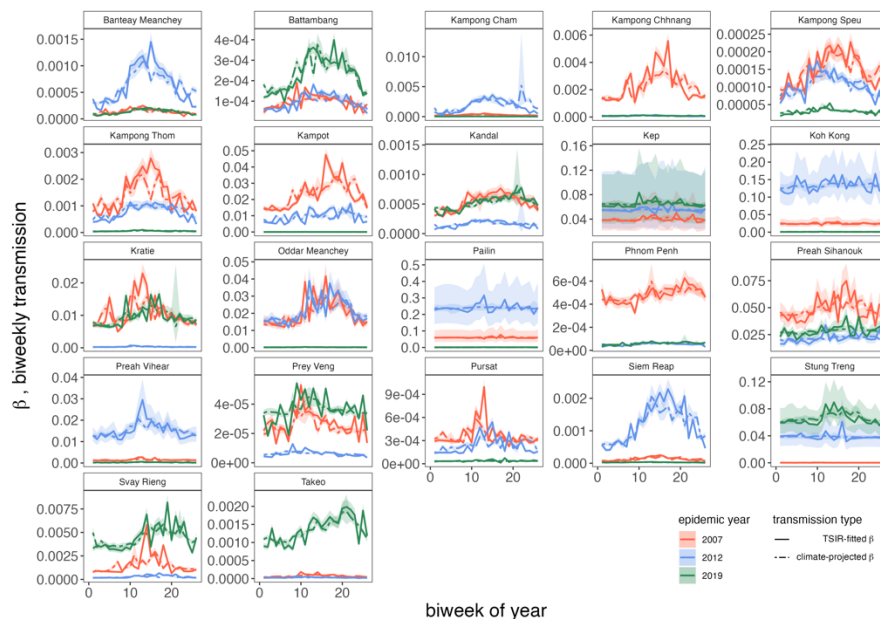 Banteay Meanchey Battambang Kampong Cham Kampong Chhnang Kampong Speu
0.0015 4e-04 0.010 0.006 0.00025
0.0010 3e-04 0.005 0.004 0.00020
0.0005 2e-04 0.000 0.002 0.00015
0.0000 1e-04 0.000 0.00010
0.00005
Kampong Thom Kampot Kandal Kep Koh Kong
0.003 0.05 0.0015 0.16 0.25
0.002 0.04 0.0010 0.12 0.20
0.001 0.03 0.0005 0.08 0.15
0.000 0.02 0.0000 0.04 0.10
0.01 0.05
0.00 0.00
Kratie Oddar Meanchey Pailin Phnom Penh Preah Sihanouk
0.02 0.04 0.5 6e-04 0.075
0.01 0.03 0.4 4e-04 0.050
0.00 0.02 0.3 2e-04 0.025
0.01 0.2 0e+00
0.00 0.1
0.0
Preah Vihear Prey Veng Pursat Siem Reap Stung Treng
0.04 4e-05 9e-04 0.002 0.12
0.03 2e-05 6e-04 0.001 0.08
0.02 0e+00 3e-04 0.000 0.04
0.01 0e+00 0.00
0.00
0 10 20 0 10 20 0 10 20
Svay Rieng Takeo
0.0075 0.0020
0.0050 0.0015
0.0025 0.0010
0.0000 0.0005
0.0000
0 10 20 0 10 20
β , biweekly transmission
biweek of year
epidemic year
2007
2012
2019
transmission type
TSIR-fitted β
climate-projected β